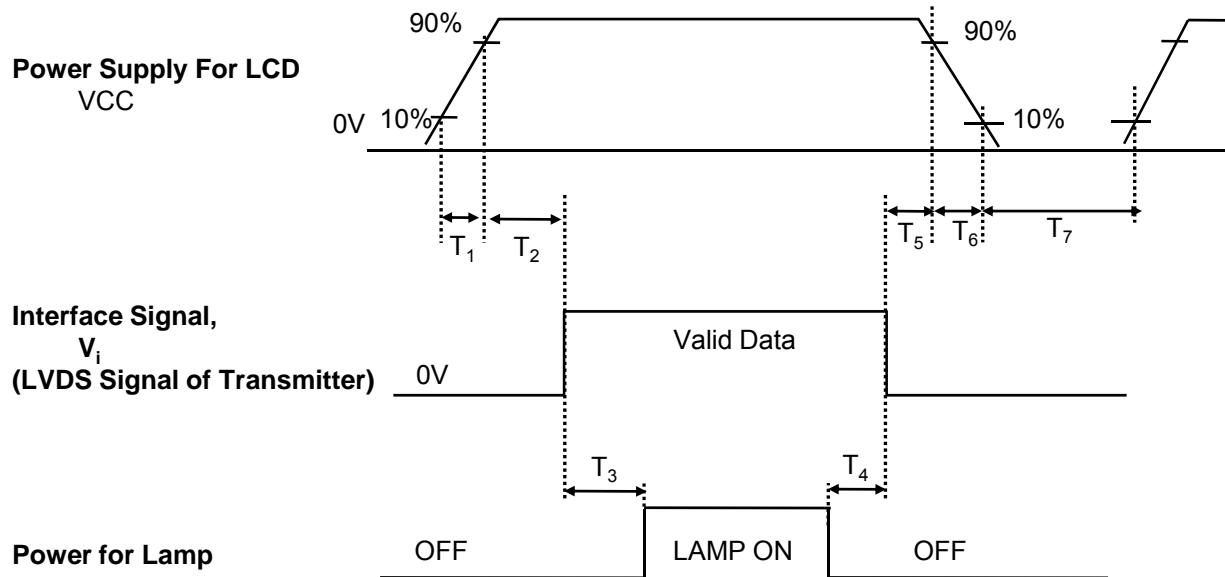 90%
90%
Power Supply For LCD
VCC
0V
10%
10%
T1
T2
T5
T6
T7
Interface Signal,
Vi
(LVDS Signal of Transmitter)
0V
Valid Data
T3
T4
Power for Lamp
OFF
LAMP ON
OFF